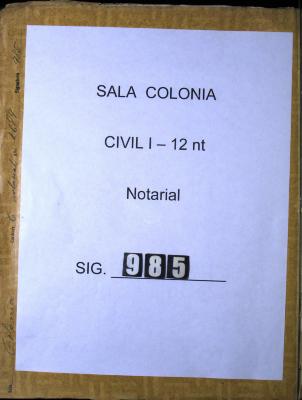 SALA COLONIA
CIVIL I – 12 nt
Notarial
SIG. 985